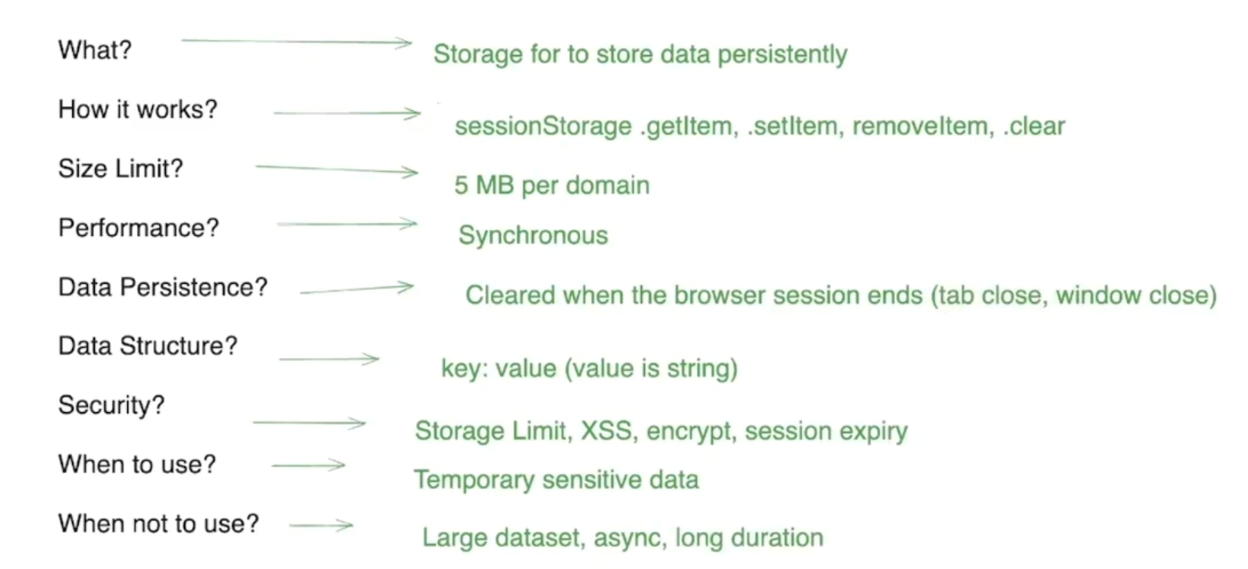 What? Storage for to store data persistently
How it works? sessionStorage .getItem, .setItem, removeItem, .clear
Size Limit? 5 MB per domain
Performance? Synchronous
Data Persistence? Cleared when the browser session ends (tab close, window close)
Data Structure? key: value (value is string)
Security? Storage Limit, XSS, encrypt, session expiry
When to use? Temporary sensitive data
When not to use? Large dataset, async, long duration